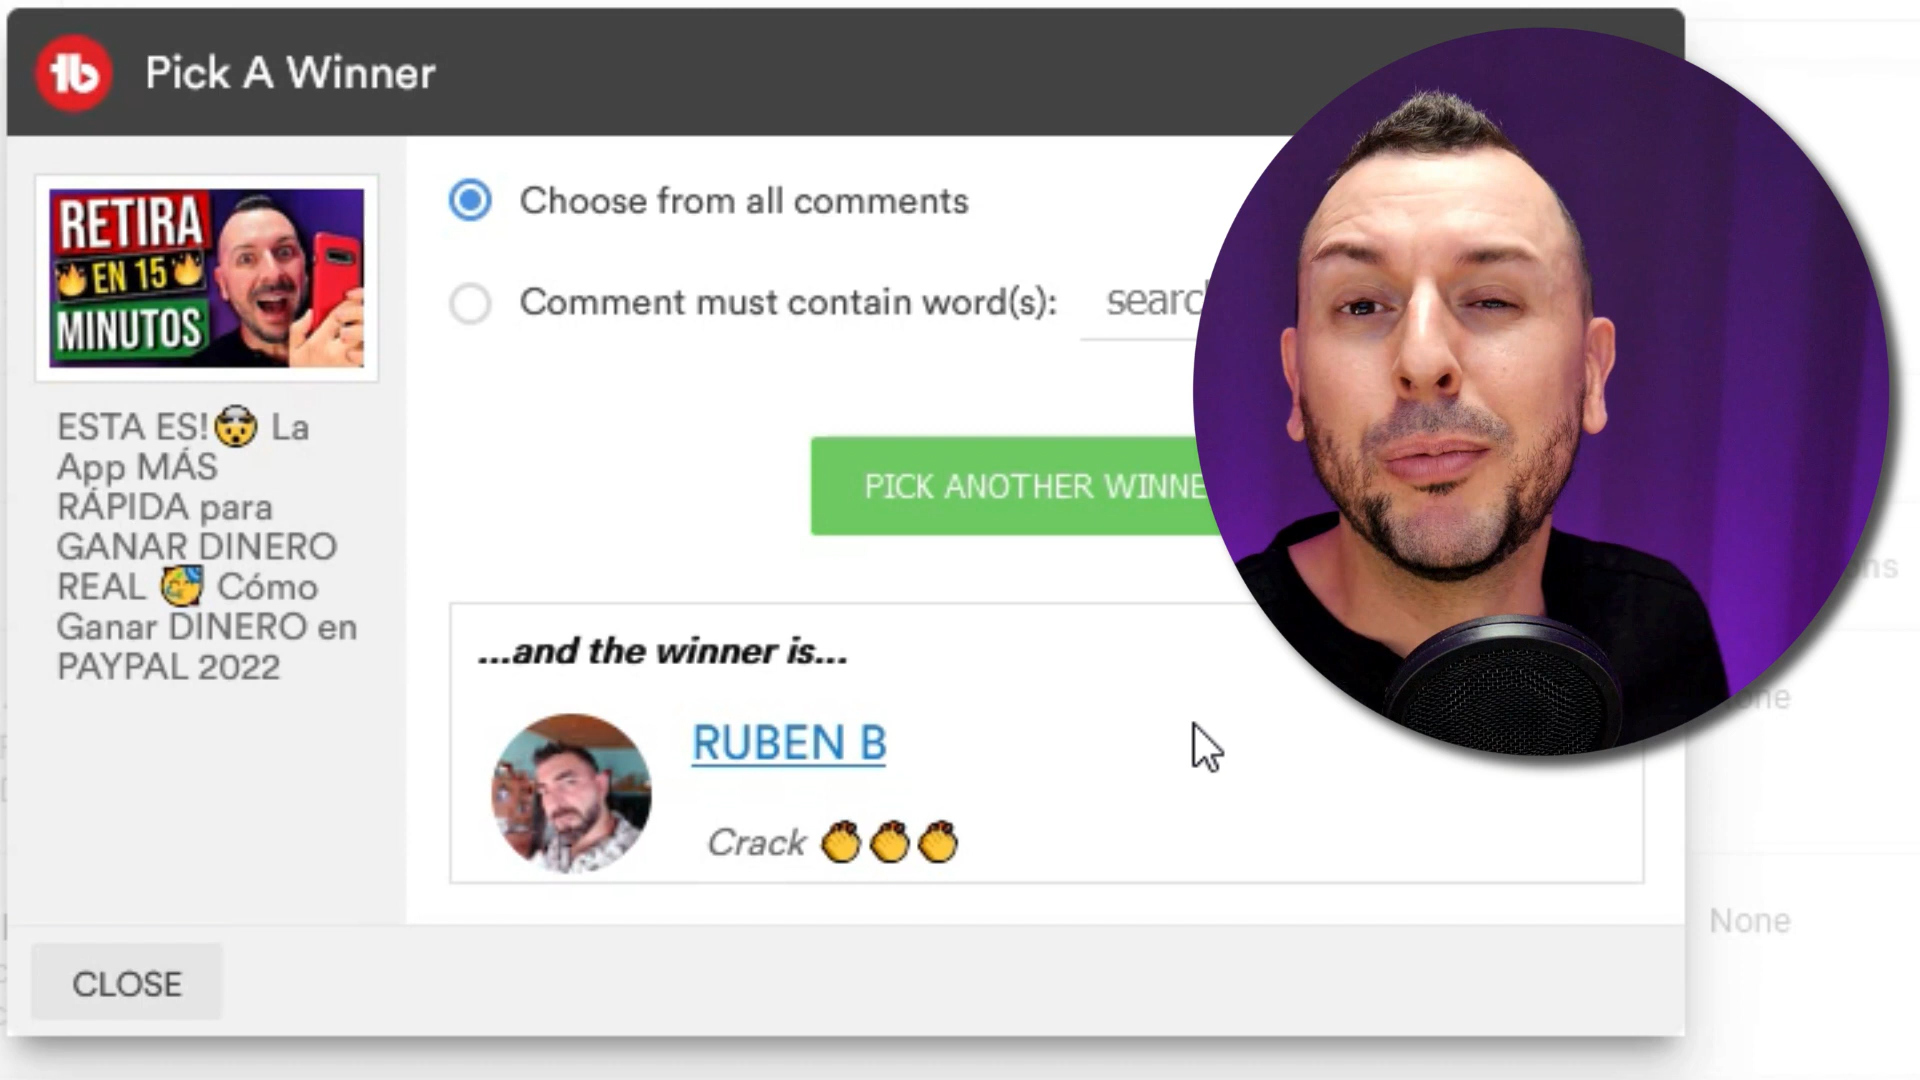 tb Pick A Winner
RETIRA
EN 15
MINUTOS
ESTA ES!🤯 La
App MÁS
RÁPIDA para
GANAR DINERO
REAL 🥳 Cómo
Ganar DINERO en
PAYPAL 2022
Choose from all comments
Comment must contain word(s):
PICK ANOTHER
...and the winner is...
RUBEN B
Crack 👏👏👏
CLOSE
None